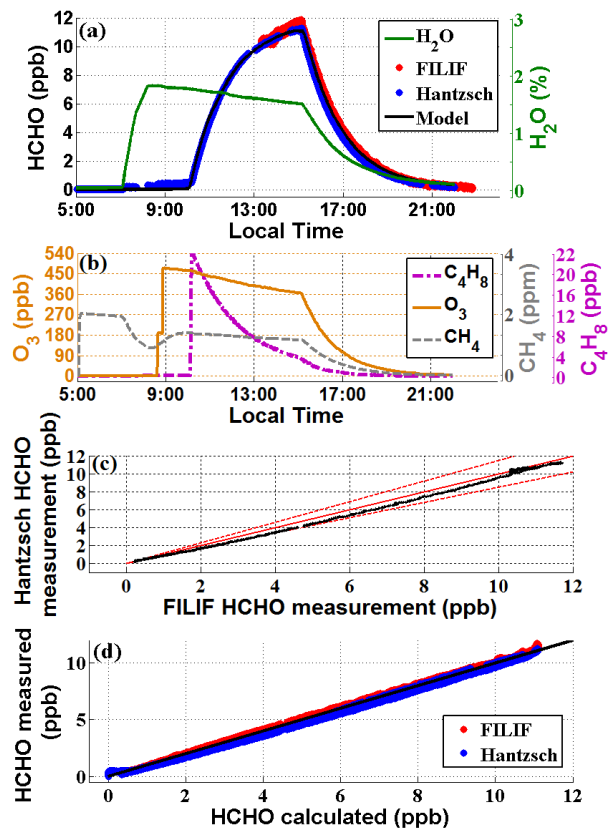 (a)
HCHO (ppb)
12
10
8
6
4
2
0
H2O
FILIF
Hantzsch
Model
3
2
1
0
H2O (%)
5:00 9:00 13:00 17:00 21:00
Local Time
(b)
O3 (ppb)
540
450
360
270
180
90
0
C4H8
O3
CH4
4
2
0
CH4 (ppm)
22
20
16
12
8
4
0
C4H8 (ppb)
5:00 9:00 13:00 17:00 21:00
Local Time
(c)
Hantzsch HCHO
measurement (ppb)
12
10
8
6
4
2
0
0 2 4 6 8 10 12
FILIF HCHO measurement (ppb)
(d)
HCHO measured
(ppb)
10
5
0
FILIF
Hantzsch
0 2 4 6 8 10 12
HCHO calculated (ppb)